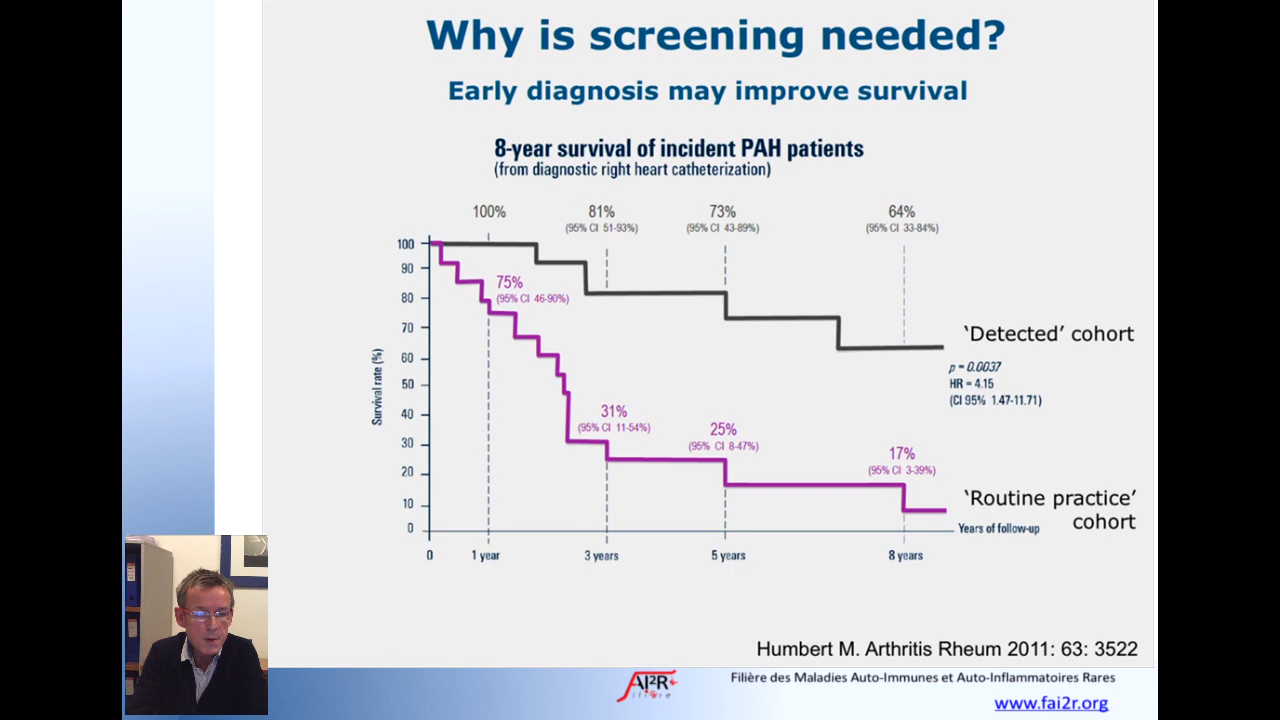 Why is screening needed?
Early diagnosis may improve survival
8-year survival of incident PAH patients
(from diagnostic right heart catheterization)
100%
81%
73%
64%
(95% CI 51-93%)
(95% CI 43-89%)
(95% CI 33-84%)
Survival rate (%)
100
90
80
70
60
50
40
30
20
10
0
75%
(95% CI 46-90%)
31%
(95% CI 11-54%)
25%
(95% CI 8-47%)
17%
(95% CI 3-39%)
‘Detected’ cohort
p = 0.0037
HR = 4.15
(CI 95% 1.47-11.71)
‘Routine practice’
cohort
Years of follow-up
0
1 year
3 years
5 years
8 years
Humbert M. Arthritis Rheum 2011: 63: 3522
FAI²R
filière
Filière des Maladies Auto-Immunes et Auto-Inflammatoires Rares
www.fai2r.org